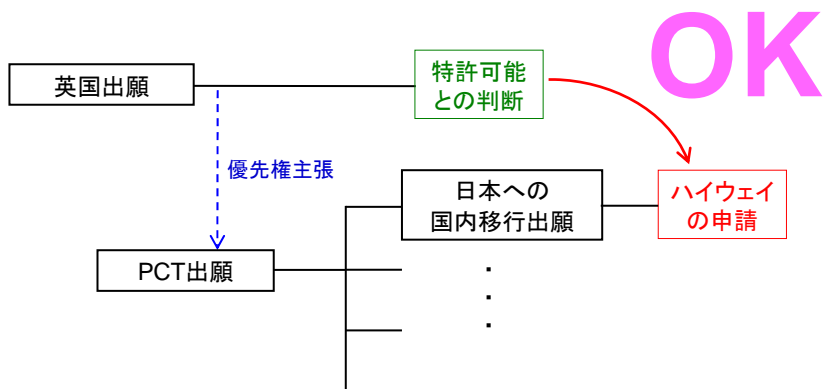 OK
英国出願
特許可能
との判断
優先権主張
日本への
国内移行出願
ハイウェイ
の申請
PCT出願